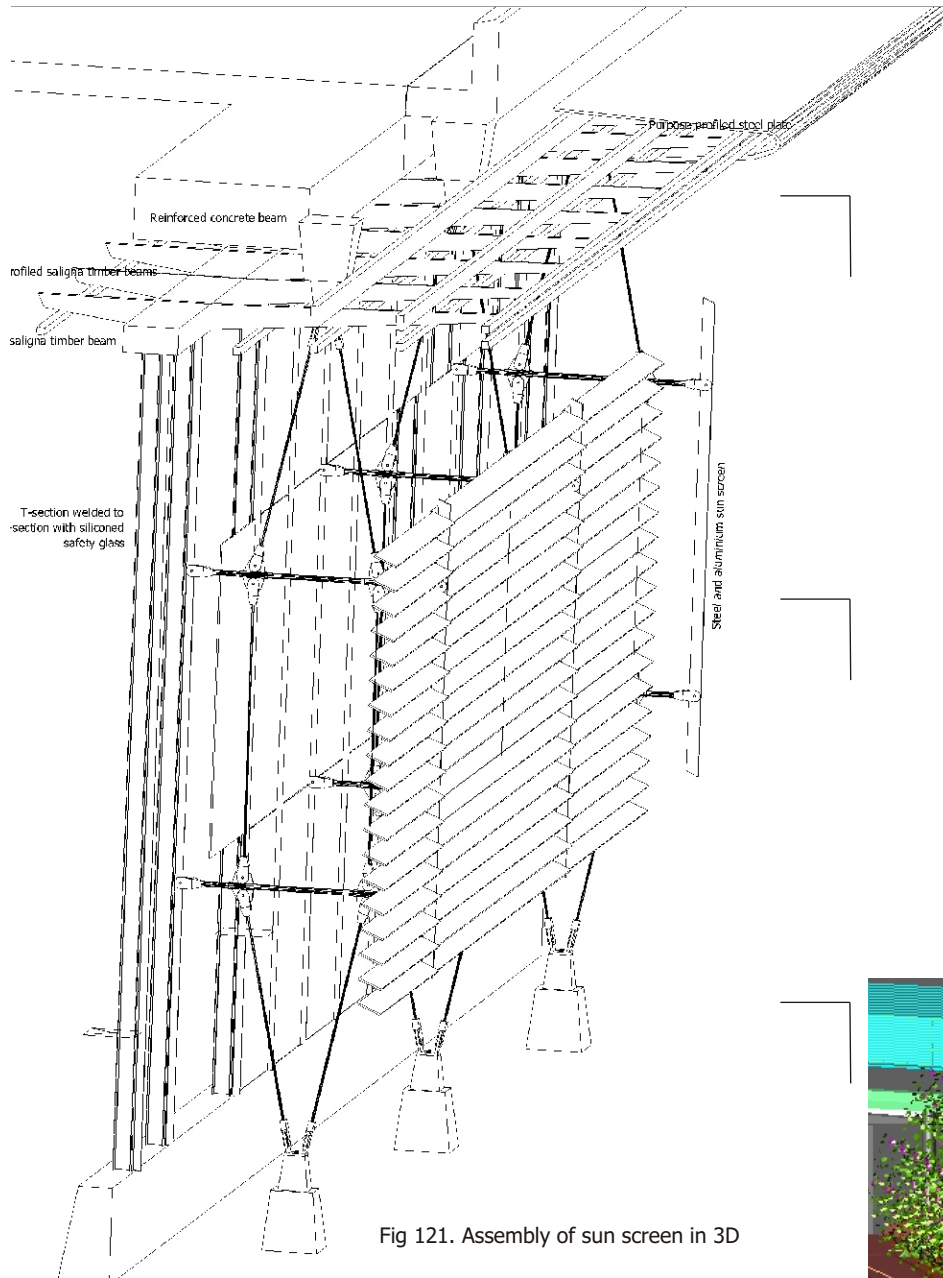 Purpose profiled steel plate
Reinforced concrete beam
rofiled saligna timber beams
saligna timber beam
T-section welded to
-section with siliconed
safety glass
Steel and aluminium sun screen
Fig 121. Assembly of sun screen in 3D